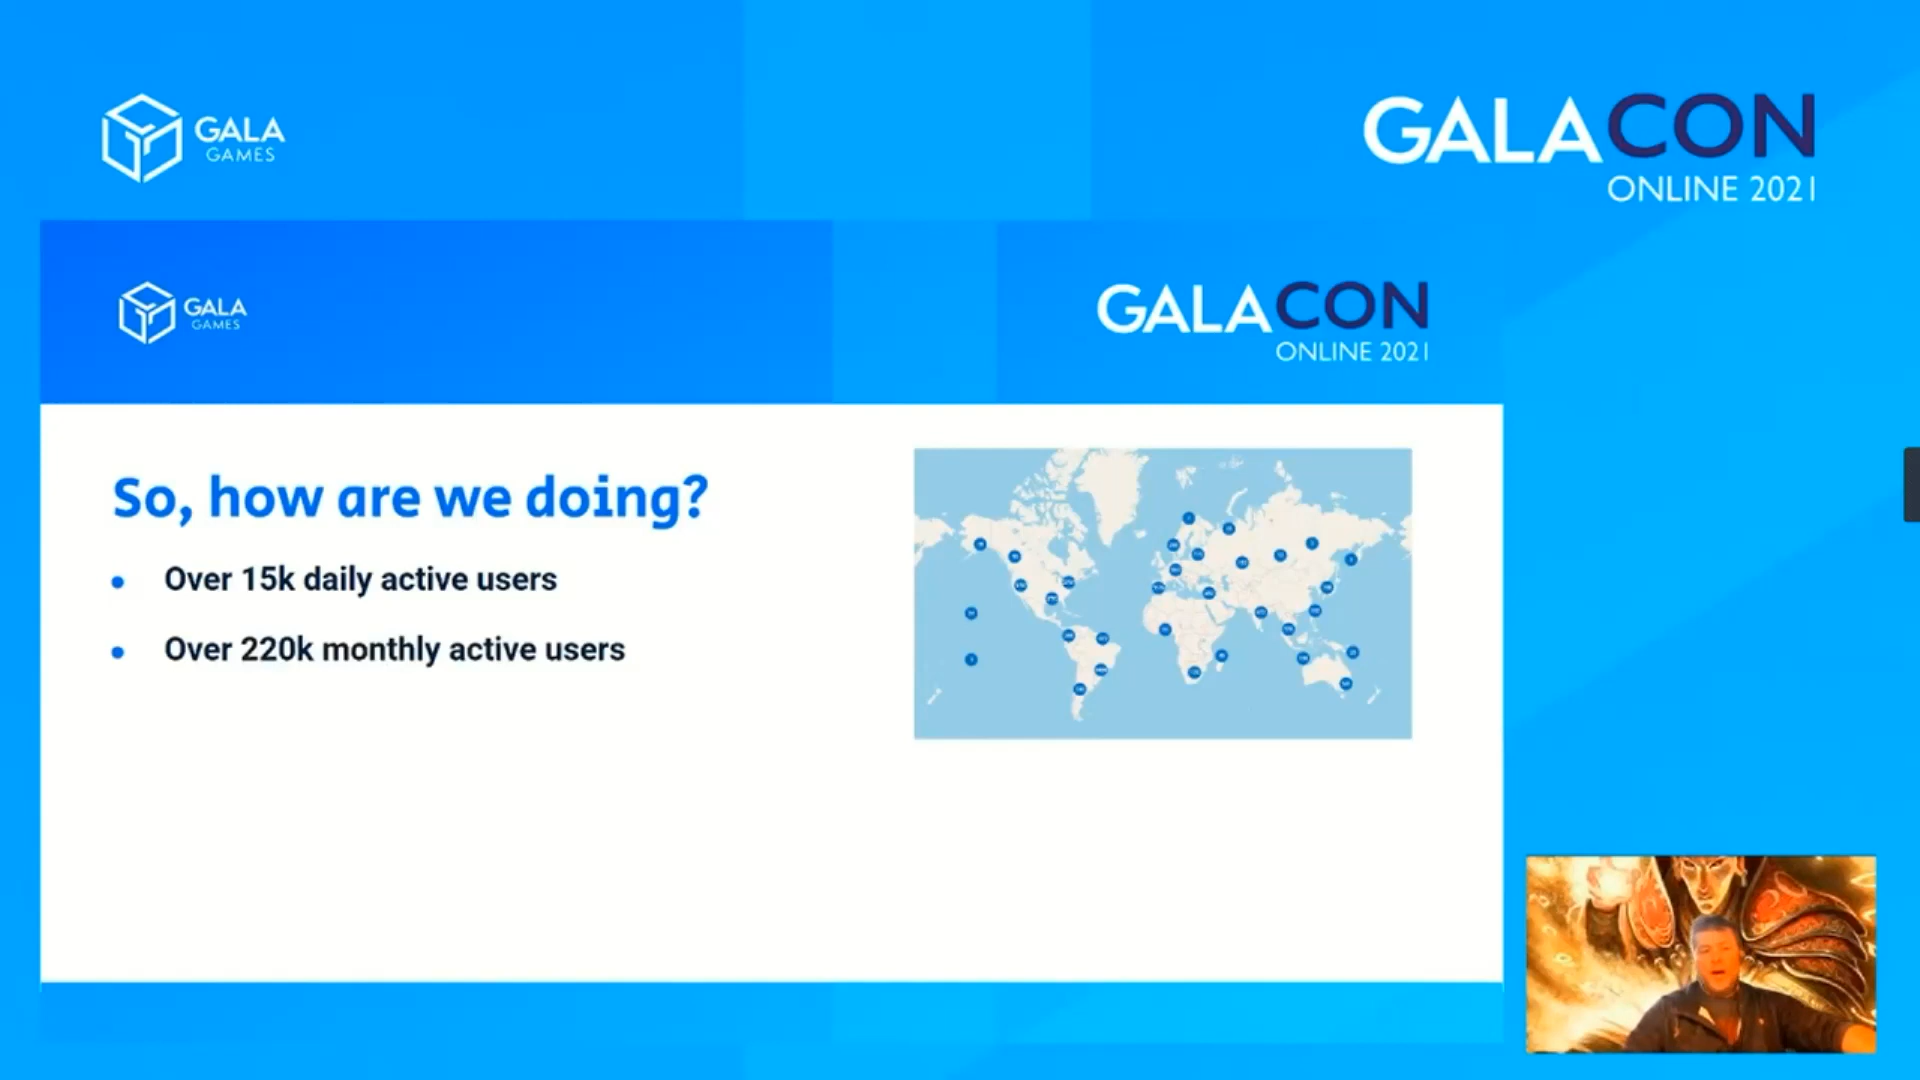 GALA
GAMES
GALACON
ONLINE 2021
GALA
GAMES
GALACON
ONLINE 2021
So, how are we doing?
• Over 15k daily active users
• Over 220k monthly active users